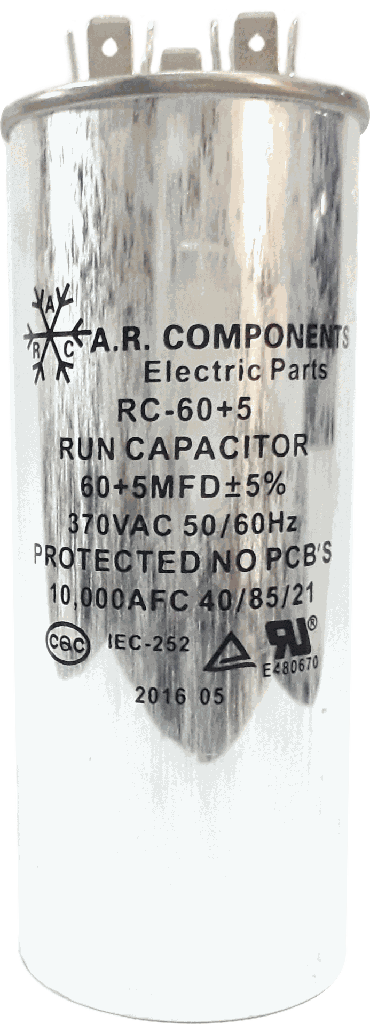 A
R C
A.R. COMPONENTS
Electric Parts
RC-60+5
RUN CAPACITOR
60+5MFD±5%
370VAC 50/60Hz
PROTECTED NO PCB'S
10,000AFC 40/85/21
CQC IEC-252 RU®
E480670
2016 05